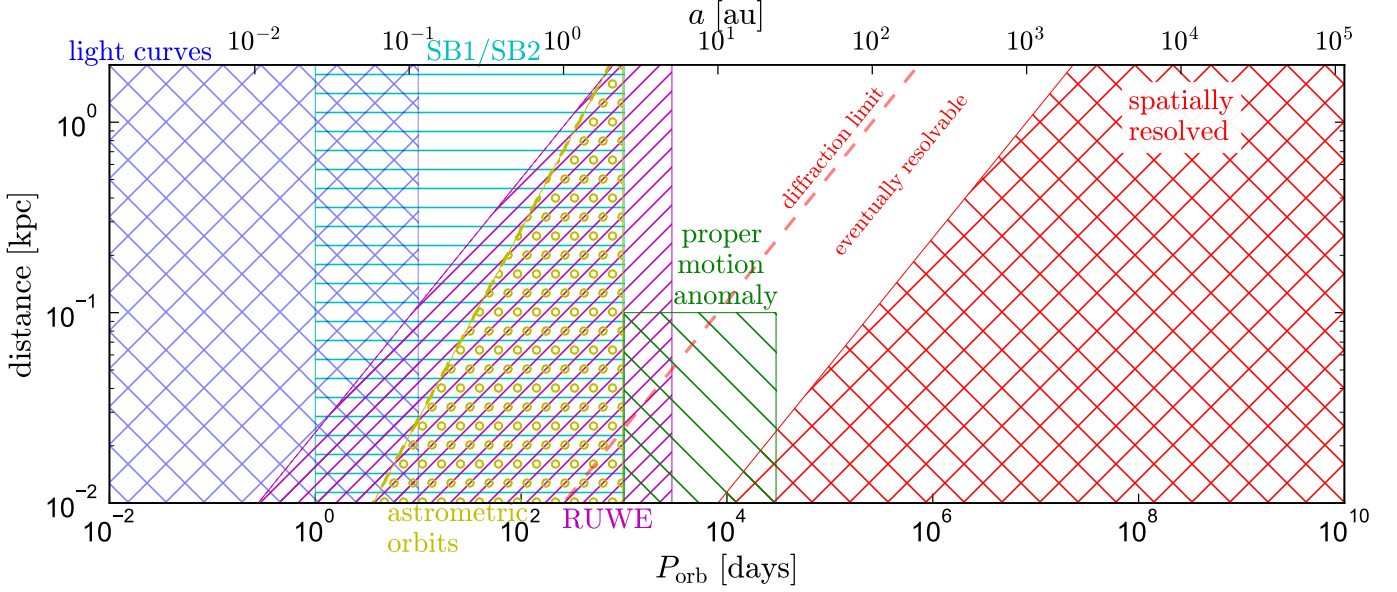 a [au]
light curves
SB1/SB2
10^{-2} 10^{-1} 10^{0} 10^{1} 10^{2} 10^{3} 10^{4} 10^{5}
10^{0}
10^{-1}
10^{-2}
distance [kpc]
diffraction limit
eventually resolvable
spatially
resolved
proper
motion
anomaly
astrometric
orbits
RUWE
10^{-2} 10^{0} 10^{2} 10^{4} 10^{6} 10^{8} 10^{10}
P_{orb} [days]